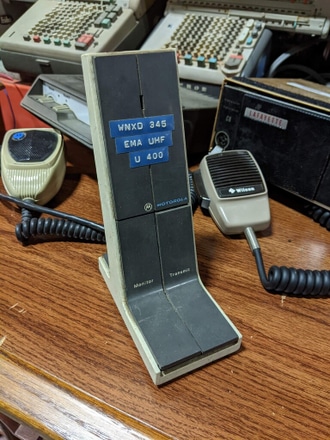 LAFAYETTE
WNXD 345
EMA UHF
U 400
Wilson
MOTOROLA
Monitor
Transmit